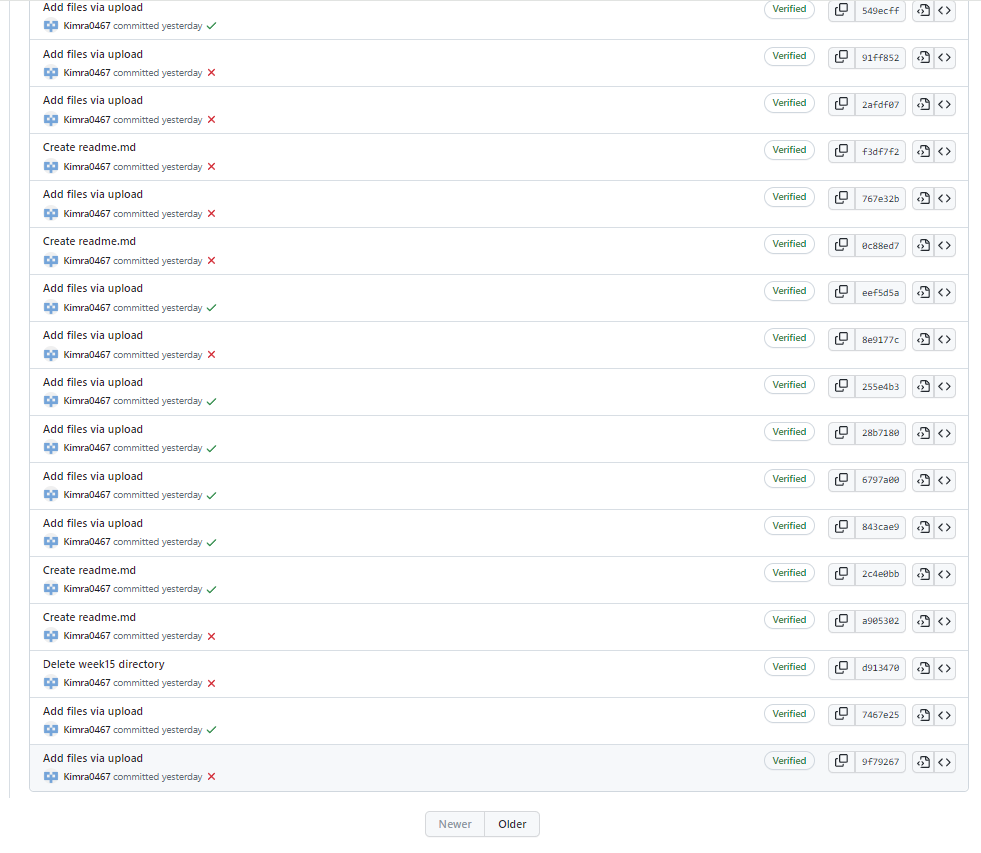 Add files via upload
Kimra0467 committed yesterday
Verified
549ecff
Add files via upload
Kimra0467 committed yesterday
Verified
91ff852
Add files via upload
Kimra0467 committed yesterday
Verified
2afdf07
Create readme.md
Kimra0467 committed yesterday
Verified
f3df7f2
Add files via upload
Kimra0467 committed yesterday
Verified
767e32b
Create readme.md
Kimra0467 committed yesterday
Verified
0c88ed7
Add files via upload
Kimra0467 committed yesterday
Verified
eef5d5a
Add files via upload
Kimra0467 committed yesterday
Verified
8e9177c
Add files via upload
Kimra0467 committed yesterday
Verified
255e4b3
Add files via upload
Kimra0467 committed yesterday
Verified
28b7180
Add files via upload
Kimra0467 committed yesterday
Verified
6797a00
Add files via upload
Kimra0467 committed yesterday
Verified
843cae9
Create readme.md
Kimra0467 committed yesterday
Verified
2c4e0bb
Create readme.md
Kimra0467 committed yesterday
Verified
a905302
Delete week15 directory
Kimra0467 committed yesterday
Verified
d913470
Add files via upload
Kimra0467 committed yesterday
Verified
7467e25
Add files via upload
Kimra0467 committed yesterday
Verified
9f79267
Newer
Older